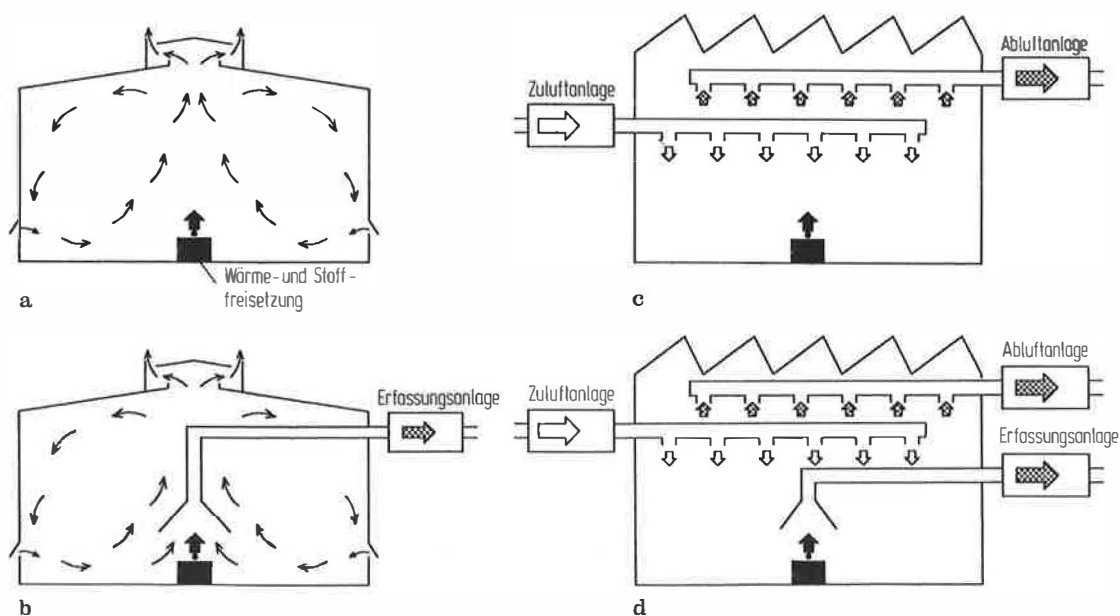 Wärme- und Stoff-
freisetzung
a
Zuluftanlage
Abluftanlage
c
Erfassungsanlage
b
Zuluftanlage
Abluftanlage
Erfassungsanlage
d